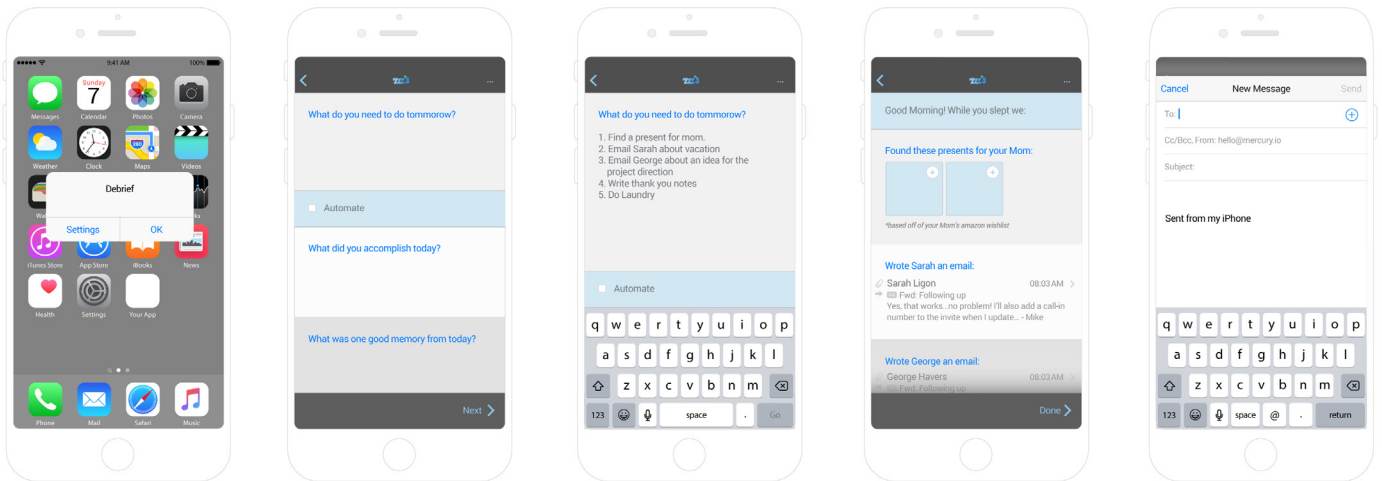 9:41 AM
100%
Sunday
7
Messages
Calendar
Photos
Camera
280
Weather
Clock
Maps
Videos
Debrief
Settings
OK
iTunes Store
App Store
iBooks
News
Health
Settings
Your App
Phone
Mail
Safari
Music
zzz's
...
What do you need to do tommorow?
Automate
What did you accomplish today?
What was one good memory from today?
Next
zzz's
...
What do you need to do tommorow?
1. Find a present for mom.
2. Email Sarah about vacation
3. Email George about an idea for the
project direction
4. Write thank you notes
5. Do Laundry
Automate
q w e r t y u i o p
a s d f g h j k l
z x c v b n m
123 space . Go
zzz's
...
Good Morning! While you slept we:
Found these presents for your Mom:
*based off of your Mom's amazon wishlist
Wrote Sarah an email:
Sarah Ligon 08:03 AM
Fwd: Following up
Yes, that works...no problem! I'll also add a call-in
number to the invite when I update... - Mike
Wrote George an email:
George Havers 08:03 AM
Fwd: Following up
Done
Cancel New Message Send
To:
Cc/Bcc, From: hello@mercury.io
Subject:
Sent from my iPhone
q w e r t y u i o p
a s d f g h j k l
z x c v b n m
123 space @ . return